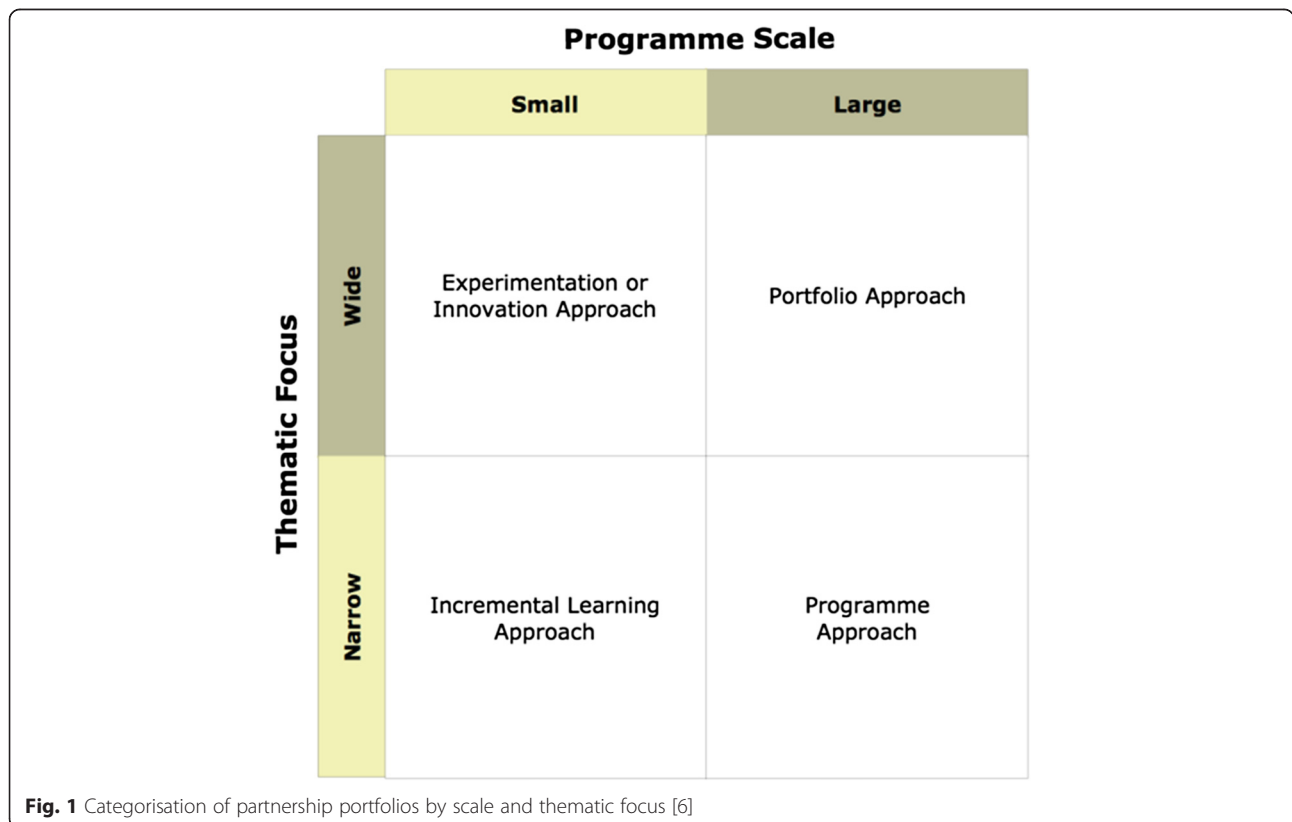 Programme Scale
Small
Large
Thematic Focus
Wide
Experimentation or
Innovation Approach
Portfolio Approach
Narrow
Incremental Learning
Approach
Programme
Approach
Fig. 1 Categorisation of partnership portfolios by scale and thematic focus [6]